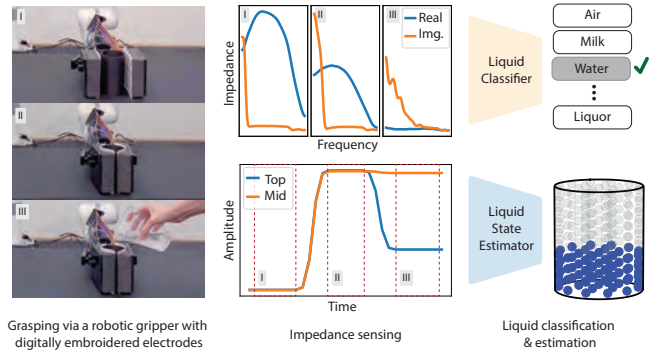 I
II
III
Grasping via a robotic gripper with
digitally embroidered electrodes
Impedance
I
II
III
Real
Img.
Frequency
Amplitude
Top
Mid
I
II
III
Time
Impedance sensing
Liquid
Classifier
Air
Milk
Water
Liquor
Liquid
State
Estimator
Liquid classification
& estimation